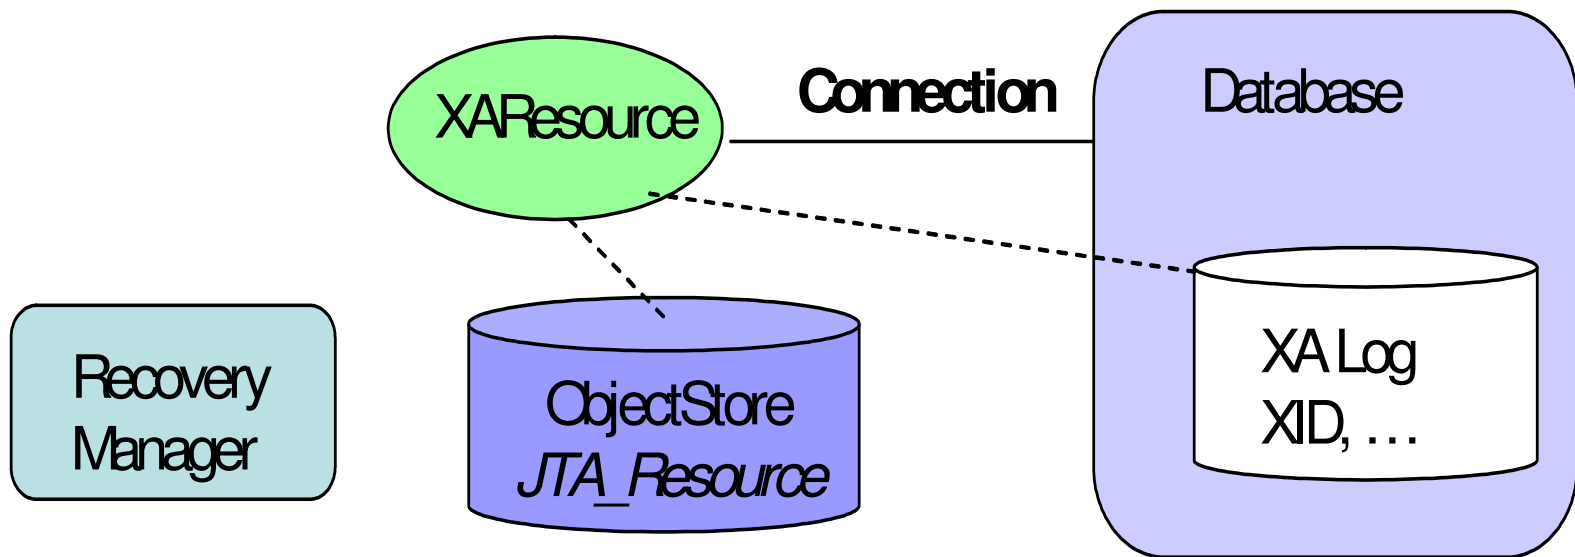 XAResource
Connection
Database
Recovery
Manager
ObjectStore
JTA_Resource
XA Log
XID, ...